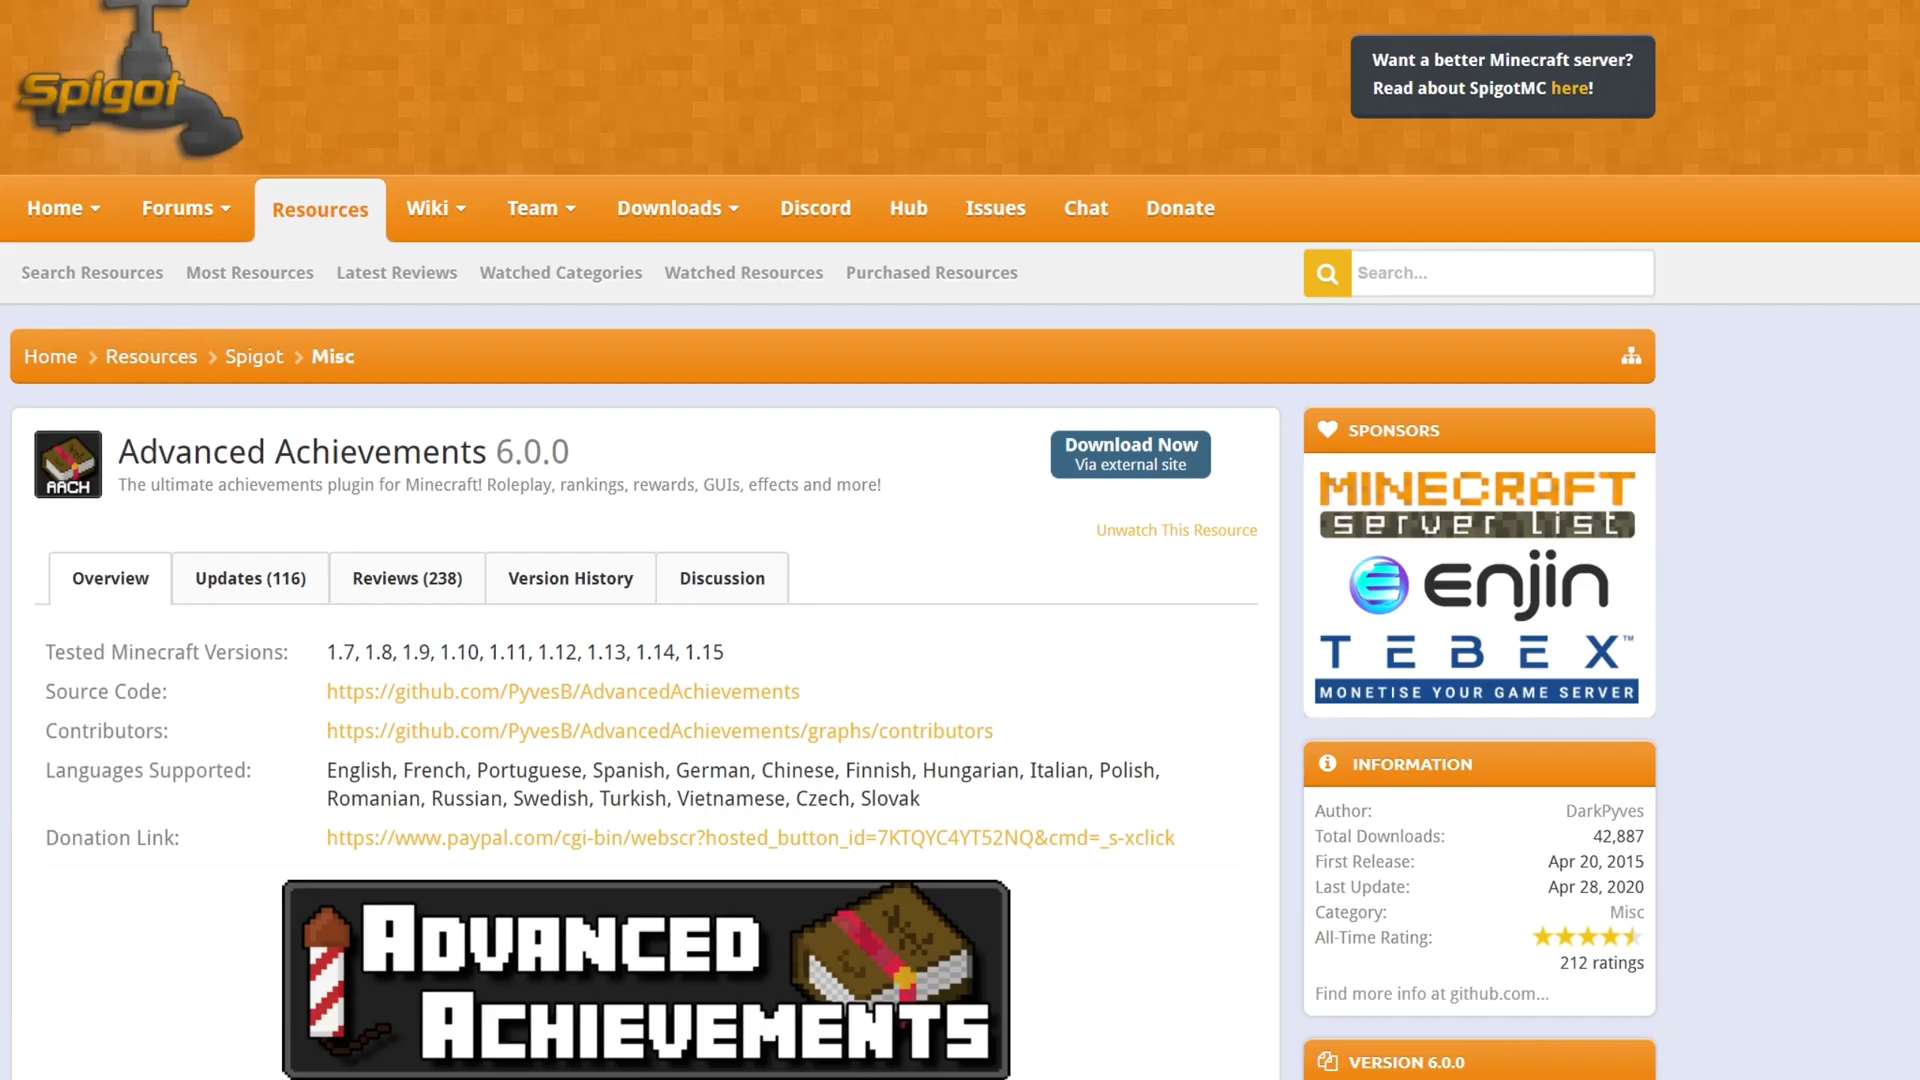 Spigot
Want a better Minecraft server?
Read about SpigotMC here!
Home Forums Resources Wiki Team Downloads Discord Hub Issues Chat Donate
Search Resources Most Resources Latest Reviews Watched Categories Watched Resources Purchased Resources
Search...
Home Resources Spigot Misc
AACH
Advanced Achievements 6.0.0
The ultimate achievements plugin for Minecraft! Roleplay, rankings, rewards, GUIs, effects and more!
Download Now
Via external site
Unwatch This Resource
Overview Updates (116) Reviews (238) Version History Discussion
Tested Minecraft Versions: 1.7, 1.8, 1.9, 1.10, 1.11, 1.12, 1.13, 1.14, 1.15
Source Code: https://github.com/PyvesB/AdvancedAchievements
Contributors: https://github.com/PyvesB/AdvancedAchievements/graphs/contributors
Languages Supported: English, French, Portuguese, Spanish, German, Chinese, Finnish, Hungarian, Italian, Polish,
Romanian, Russian, Swedish, Turkish, Vietnamese, Czech, Slovak
Donation Link: https://www.paypal.com/cgi-bin/webscr?hosted_button_id=7KTQYC4YT52NQ&cmd=_s-xclick
ADVANCED
ACHIEVEMENTS
SPONSORS
MINECRAFT
server list
enjin
TEBEX™
MONETISE YOUR GAME SERVER
INFORMATION
Author: DarkPyves
Total Downloads: 42,887
First Release: Apr 20, 2015
Last Update: Apr 28, 2020
Category: Misc
All-Time Rating:
212 ratings
Find more info at github.com...
VERSION 6.0.0